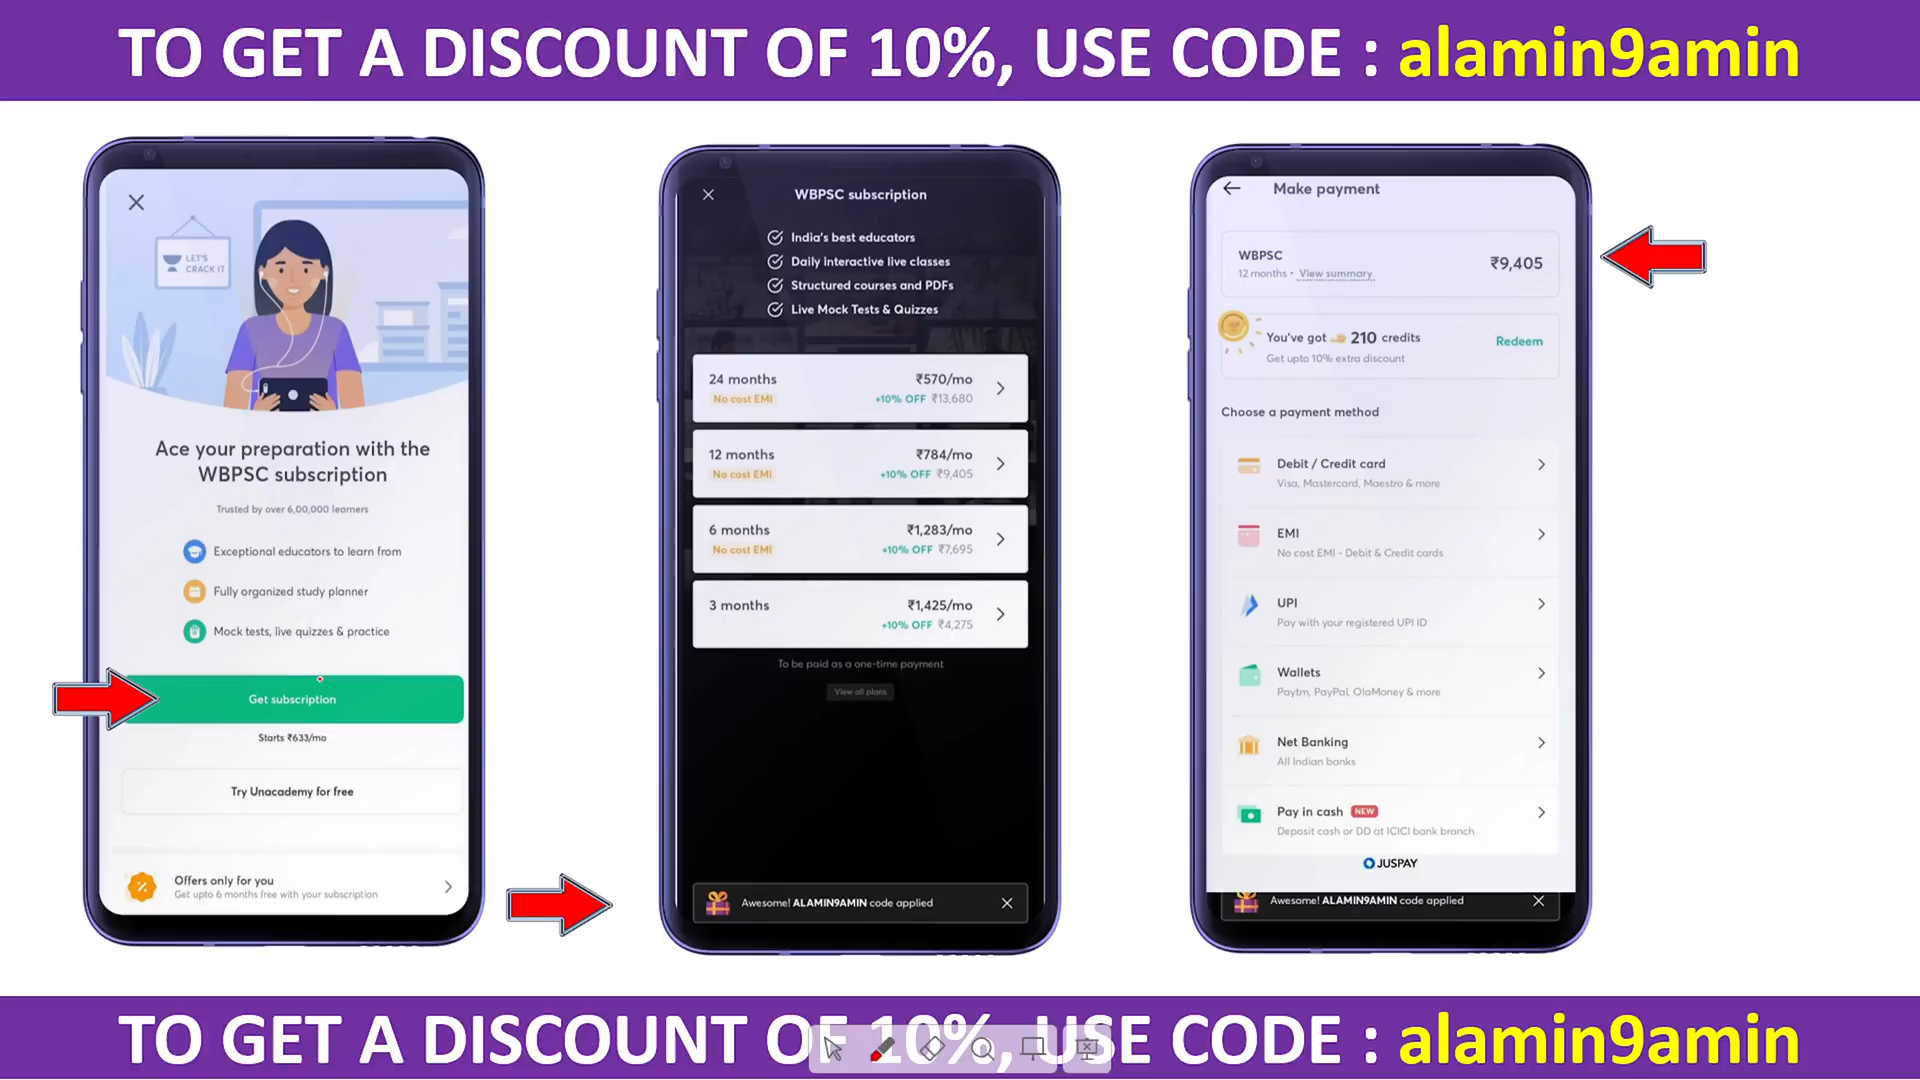 TO GET A DISCOUNT OF 10%, USE CODE : alamin9amin
LET'S
CRACK IT
Ace your preparation with the
WBPSC subscription
Trusted by over 6,00,000 learners
Exceptional educators to learn from
Fully organized study planner
Mock tests, live quizzes & practice
Get subscription
Starts ₹633/mo
Try Unacademy for free
Offers only for you
Get upto 6 months free with your subscription
WBPSC subscription
India's best educators
Daily interactive live classes
Structured courses and PDFs
Live Mock Tests & Quizzes
24 months ₹570/mo
No cost EMI +10% OFF ₹13,680
12 months ₹784/mo
No cost EMI +10% OFF ₹9,405
6 months ₹1,283/mo
No cost EMI +10% OFF ₹7,695
3 months ₹1,425/mo
+10% OFF ₹4,275
To be paid as a one-time payment
View all plans
Awesome! ALAMIN9AMIN code applied
Make payment
WBPSC ₹9,405
12 months • View summary
You've got 210 credits Redeem
Get upto 10% extra discount
Choose a payment method
Debit / Credit card
Visa, Mastercard, Maestro & more
EMI
No cost EMI - Debit & Credit cards
UPI
Pay with your registered UPI ID
Wallets
Paytm, PayPal, OlaMoney & more
Net Banking
All Indian banks
Pay in cash NEW
Deposit cash or DD at ICICI bank branch
JUSPAY
Awesome! ALAMIN9AMIN code applied
TO GET A DISCOUNT OF 10%, USE CODE : alamin9amin